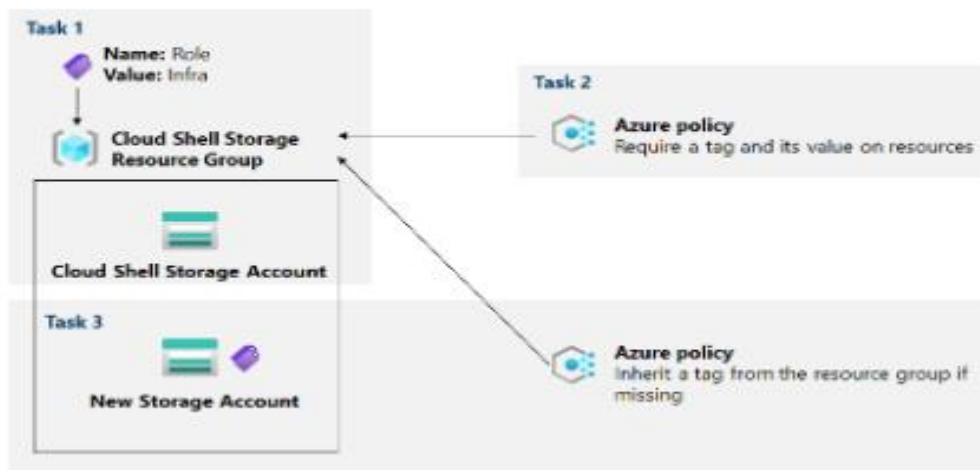 Task 1
Name: Role
Value: Infra
Cloud Shell Storage
Resource Group
Cloud Shell Storage Account
Task 2
Azure policy
Require a tag and its value on resources
Task 3
New Storage Account
Azure policy
Inherit a tag from the resource group if
missing